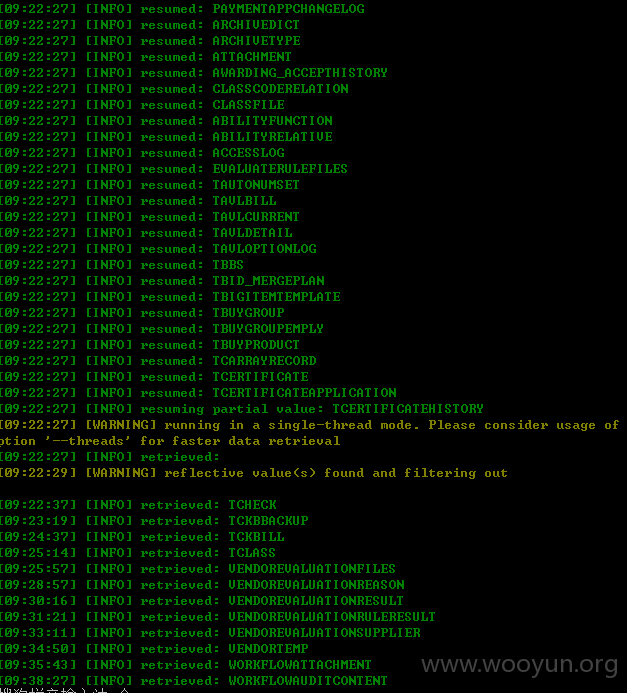 [09:22:27] [INFO] resumed: PAYMENTAPPCHANGELOG
[09:22:27] [INFO] resumed: ARCHIVEDICT
[09:22:27] [INFO] resumed: ARCHIVETYPE
[09:22:27] [INFO] resumed: ATTACHMENT
[09:22:27] [INFO] resumed: AWARDING_ACCEPTHISTORY
[09:22:27] [INFO] resumed: CLASSCODERELATION
[09:22:27] [INFO] resumed: CLASSFILE
[09:22:27] [INFO] resumed: ABILITYFUNCTION
[09:22:27] [INFO] resumed: ABILITYRELATIVE
[09:22:27] [INFO] resumed: ACCESSLOG
[09:22:27] [INFO] resumed: EVALUATERULEFILES
[09:22:27] [INFO] resumed: TAUTONUMSET
[09:22:27] [INFO] resumed: TAVLBILL
[09:22:27] [INFO] resumed: TAVLCURRENT
[09:22:27] [INFO] resumed: TAVLDETAIL
[09:22:27] [INFO] resumed: TAVLOPTIONLOG
[09:22:27] [INFO] resumed: TBBS
[09:22:27] [INFO] resumed: TBID_MERGEPLAN
[09:22:27] [INFO] resumed: TBIGITEMTEMPLATE
[09:22:27] [INFO] resumed: TBUYGROUP
[09:22:27] [INFO] resumed: TBUYGROUPEMPLY
[09:22:27] [INFO] resumed: TBUYPRODUCT
[09:22:27] [INFO] resumed: TCARRAYRECORD
[09:22:27] [INFO] resumed: TCERTIFICATE
[09:22:27] [INFO] resumed: TCERTIFICATEAPPLICATION
[09:22:27] [INFO] resuming partial value: TCERTIFICATEHISTORY
[09:22:27] [WARNING] running in a single-thread mode. Please consider usage of
ption '--threads' for faster data retrieval
[09:22:27] [INFO] retrieved:
[09:22:29] [WARNING] reflective value(s) found and filtering out
[09:22:37] [INFO] retrieved: TCHECK
[09:23:19] [INFO] retrieved: TCKBBACKUP
[09:24:37] [INFO] retrieved: TCKBILL
[09:25:14] [INFO] retrieved: TCLASS
[09:25:57] [INFO] retrieved: VENDOREVALUATIONFILES
[09:28:57] [INFO] retrieved: VENDOREVALUATIONREASON
[09:30:16] [INFO] retrieved: VENDOREVALUATIONRESULT
[09:31:21] [INFO] retrieved: VENDOREVALUATIONRULERESULT
[09:33:11] [INFO] retrieved: VENDOREVALUATIONSUPPLIER
[09:34:50] [INFO] retrieved: VENDORTEMP
[09:35:43] [INFO] retrieved: WORKFLOWATTACHMENT
[09:38:27] [INFO] retrieved: WORKFLOWAUDITCONTENT
www.wooyun.org